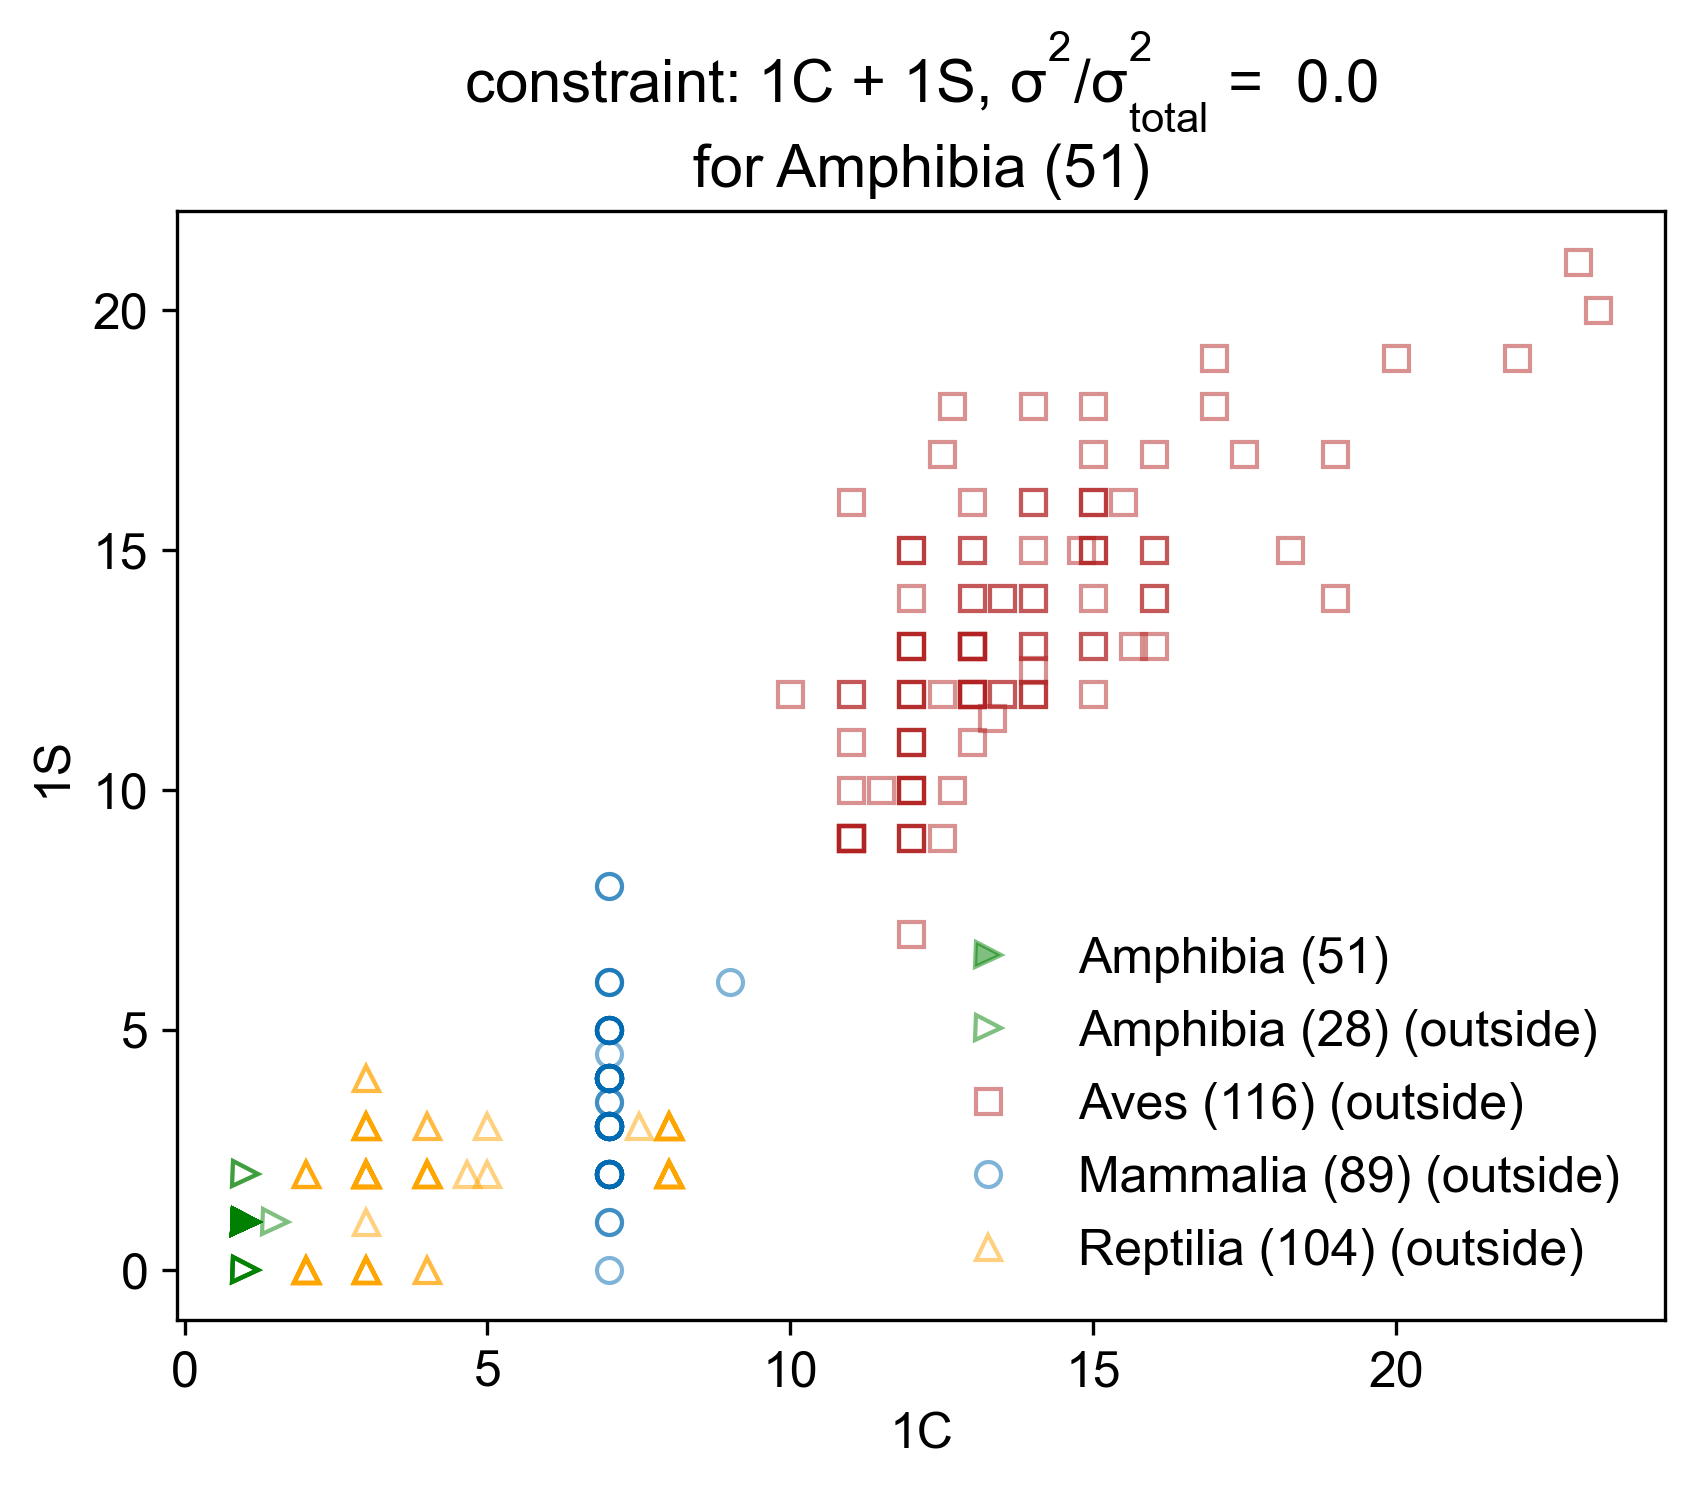 constraint: 1C + 1S, σ²/σ²total = 0.0
for Amphibia (51)
20
15
10
5
0
1S
0 5 10 15 20
1C
Amphibia (51)
Amphibia (28) (outside)
Aves (116) (outside)
Mammalia (89) (outside)
Reptilia (104) (outside)